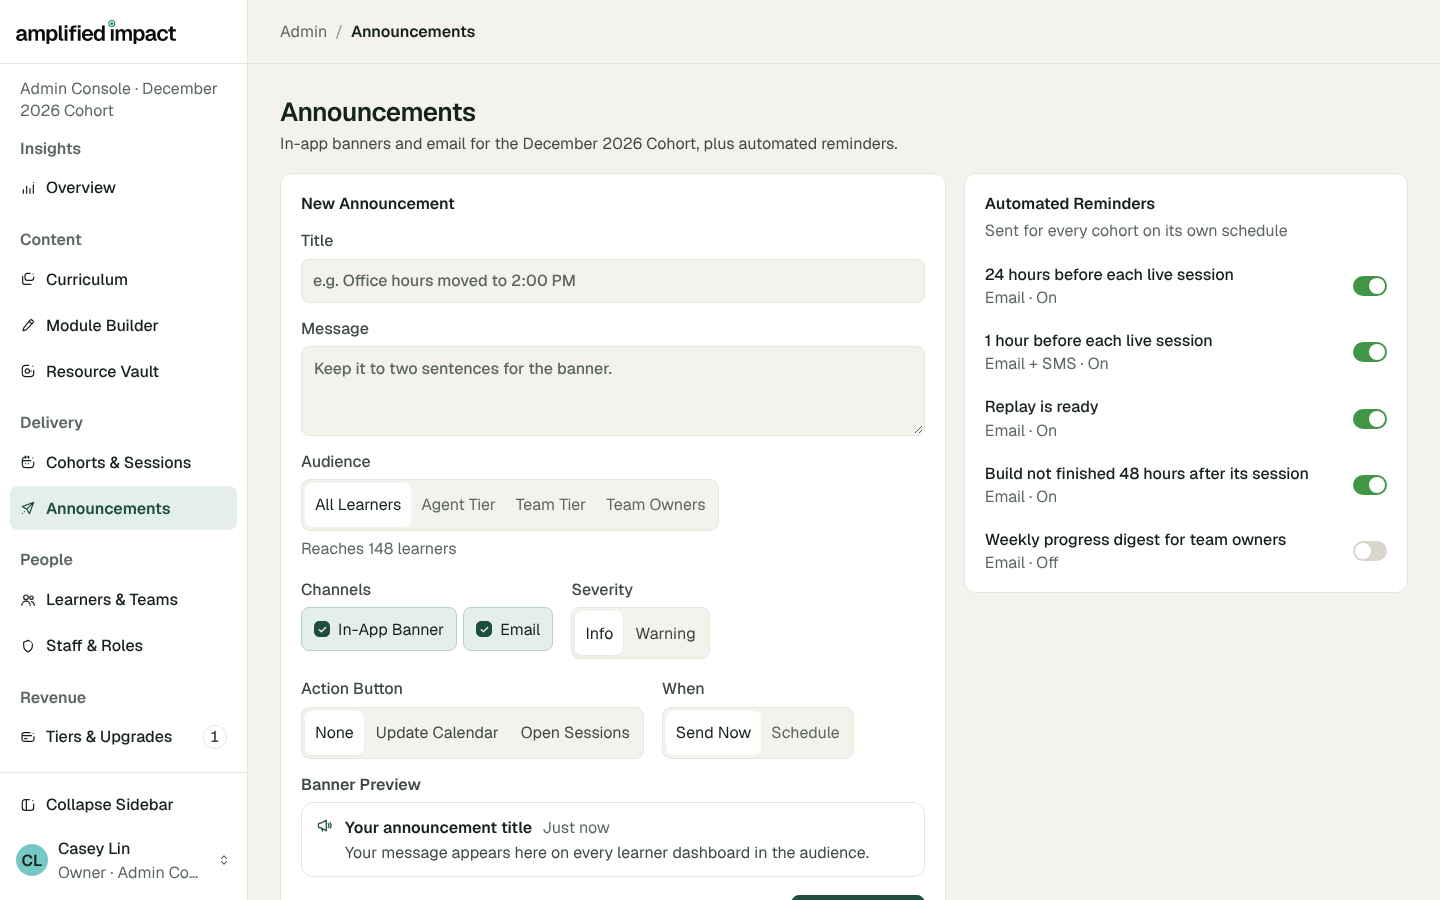 amplified impact
Admin Console · December
2026 Cohort
Insights
Overview
Content
Curriculum
Module Builder
Resource Vault
Delivery
Cohorts & Sessions
Announcements
People
Learners & Teams
Staff & Roles
Revenue
Tiers & Upgrades 1
Collapse Sidebar
CL
Casey Lin
Owner · Admin Co...
Admin / Announcements
Announcements
In-app banners and email for the December 2026 Cohort, plus automated reminders.
New Announcement
Title
e.g. Office hours moved to 2:00 PM
Message
Keep it to two sentences for the banner.
Audience
All Learners Agent Tier Team Tier Team Owners
Reaches 148 learners
Channels
In-App Banner Email
Severity
Info Warning
Action Button
None Update Calendar Open Sessions
When
Send Now Schedule
Banner Preview
Your announcement title Just now
Your message appears here on every learner dashboard in the audience.
Automated Reminders
Sent for every cohort on its own schedule
24 hours before each live session
Email · On
1 hour before each live session
Email + SMS · On
Replay is ready
Email · On
Build not finished 48 hours after its session
Email · On
Weekly progress digest for team owners
Email · Off